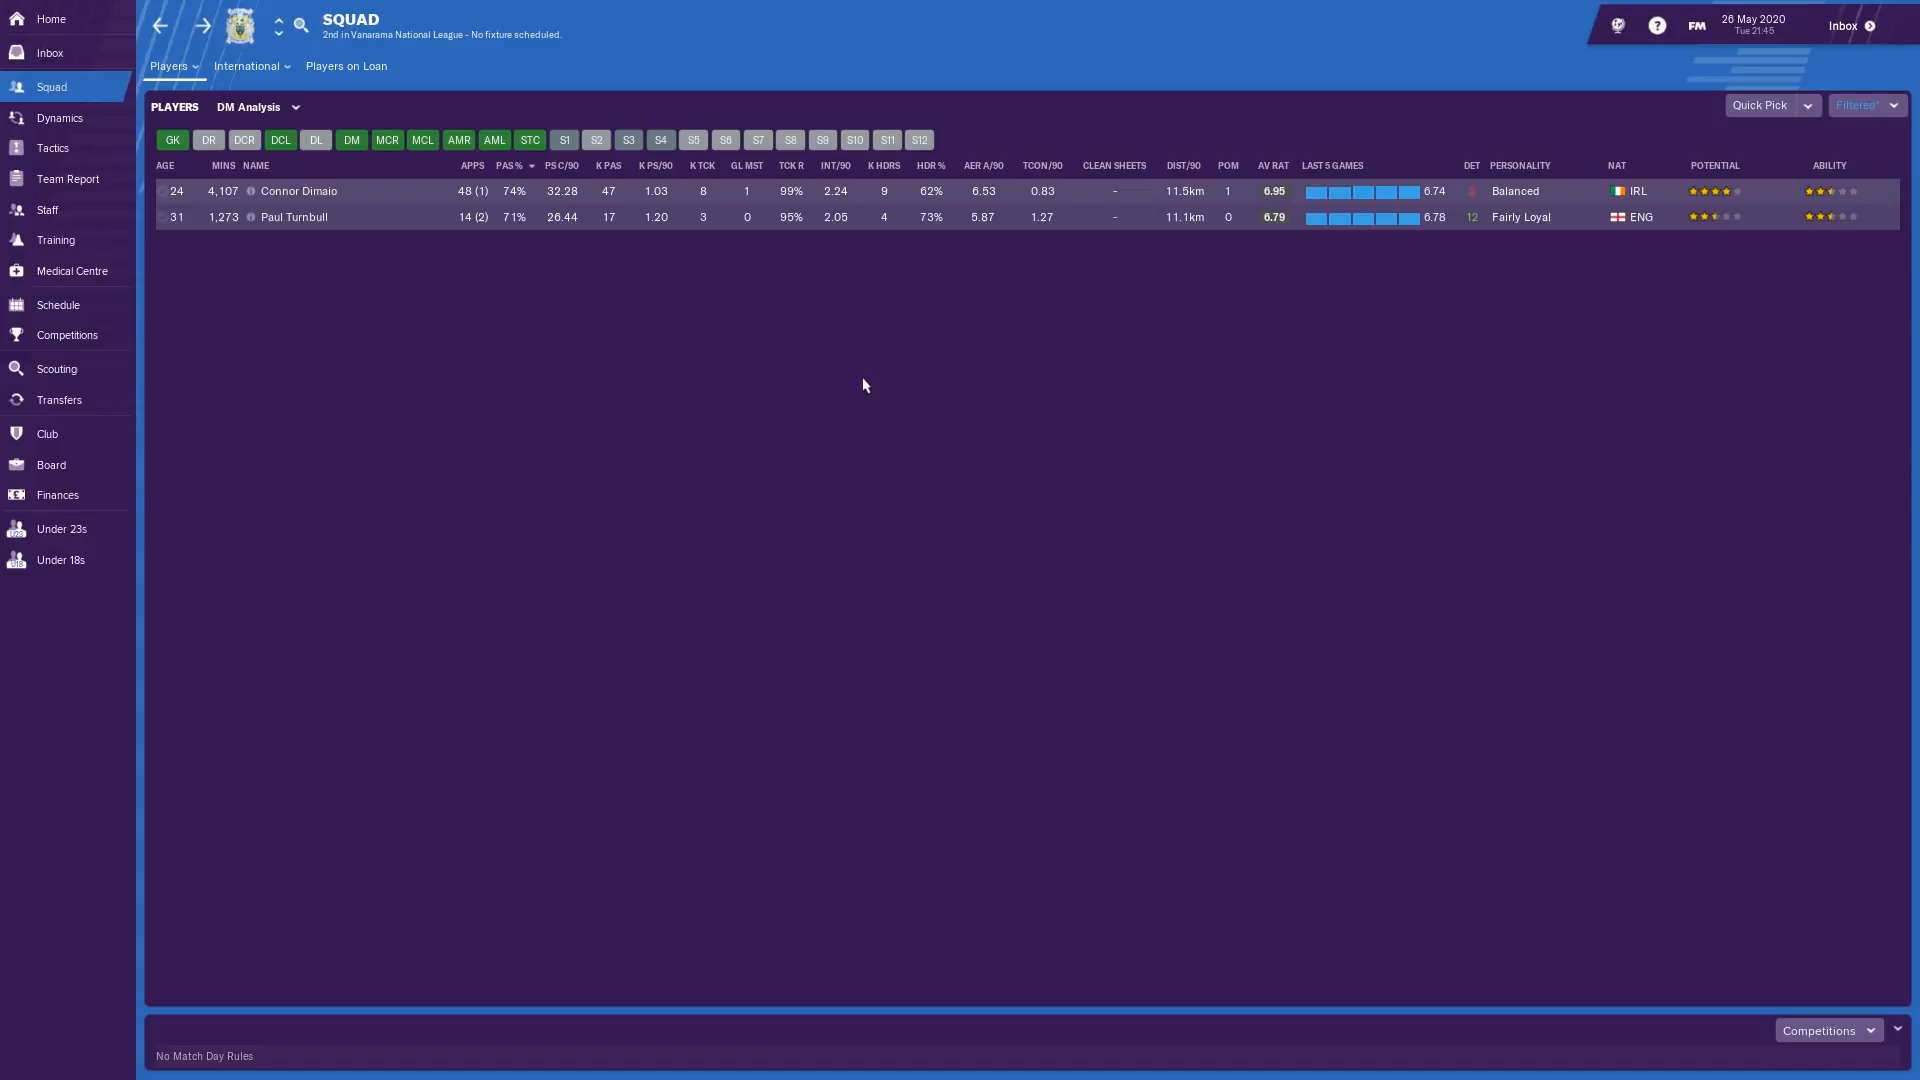 Home
Inbox
Squad
Dynamics
Tactics
Team Report
Staff
Training
Medical Centre
Schedule
Competitions
Scouting
Transfers
Club
Board
Finances
Under 23s
Under 18s
SQUAD
2nd in Vanarama National League - No fixture scheduled.
FM 26 May 2020 Inbox
Tue 21:45
Players International Players on Loan
PLAYERS DM Analysis Quick Pick Filtered*
GK DR DCR DCL DL DM MCR MCL AMR AML STC S1 S2 S3 S4 S5 S6 S7 S8 S9 S10 S11 S12
AGE MINS NAME APPS PAS % PS C/90 K PAS K PS/90 K TCK GL MST TCK R INT/90 K HDRS HDR % AER A/90 TCON/90 CLEAN SHEETS DIST/90 POM AV RAT LAST 5 GAMES DET PERSONALITY NAT POTENTIAL ABILITY
24 4,107 Connor Dimaio 48 (1) 74% 32.28 47 1.03 8 1 99% 2.24 9 62% 6.53 0.83 - 11.5km 1 6.95 6.74 Balanced IRL
31 1,273 Paul Turnbull 14 (2) 71% 26.44 17 1.20 3 0 95% 2.05 4 73% 5.87 1.27 - 11.1km 0 6.79 6.78 12 Fairly Loyal ENG
Competitions
No Match Day Rules